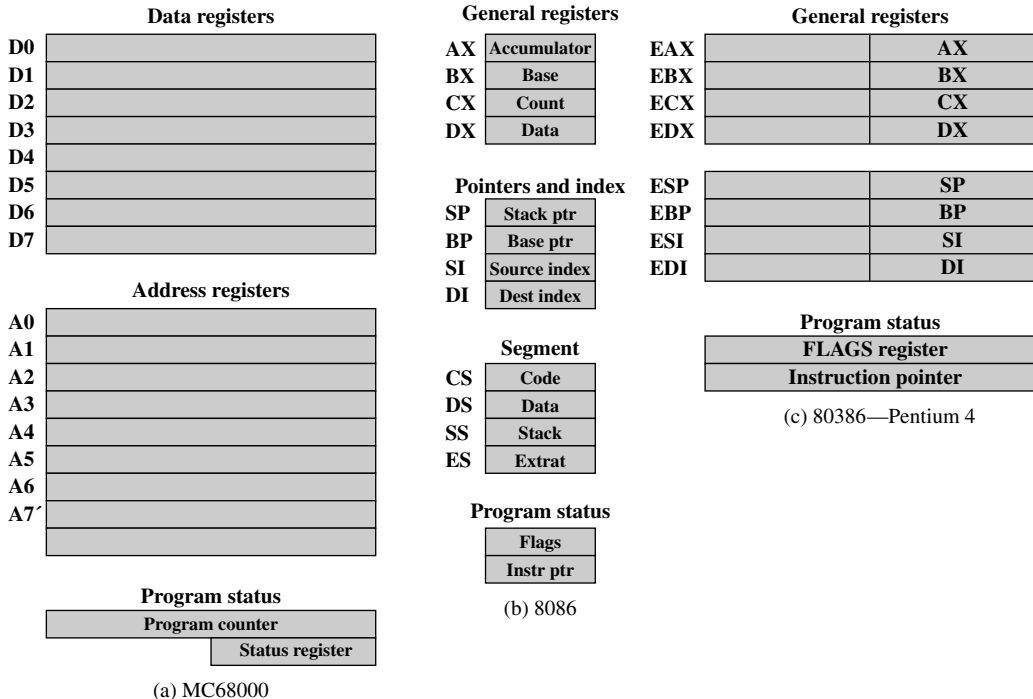 Data registers
D0
D1
D2
D3
D4
D5
D6
D7
Address registers
A0
A1
A2
A3
A4
A5
A6
A7´
Program status
Program counter
Status register
(a) MC68000
General registers
AX Accumulator
BX Base
CX Count
DX Data
Pointers and index
SP Stack ptr
BP Base ptr
SI Source index
DI Dest index
Segment
CS Code
DS Data
SS Stack
ES Extrat
Program status
Flags
Instr ptr
(b) 8086
General registers
EAX AX
EBX BX
ECX CX
EDX DX
ESP SP
EBP BP
ESI SI
EDI DI
Program status
FLAGS register
Instruction pointer
(c) 80386—Pentium 4